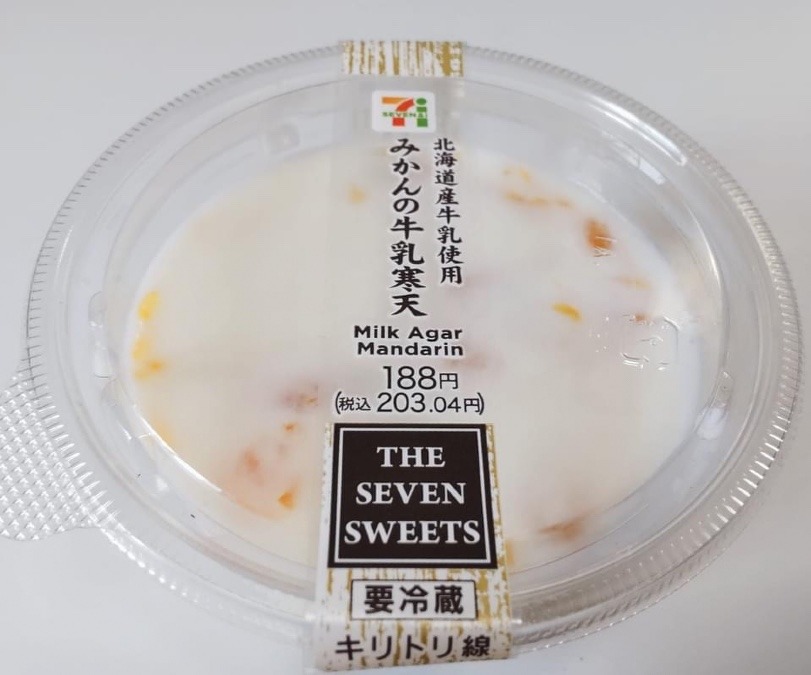 SEVEN&i
北海道産牛乳使用
みかんの牛乳寒天
Milk Agar
Mandarin
188円
(税込 203.04円)
THE
SEVEN
SWEETS
要冷蔵
キリトリ線